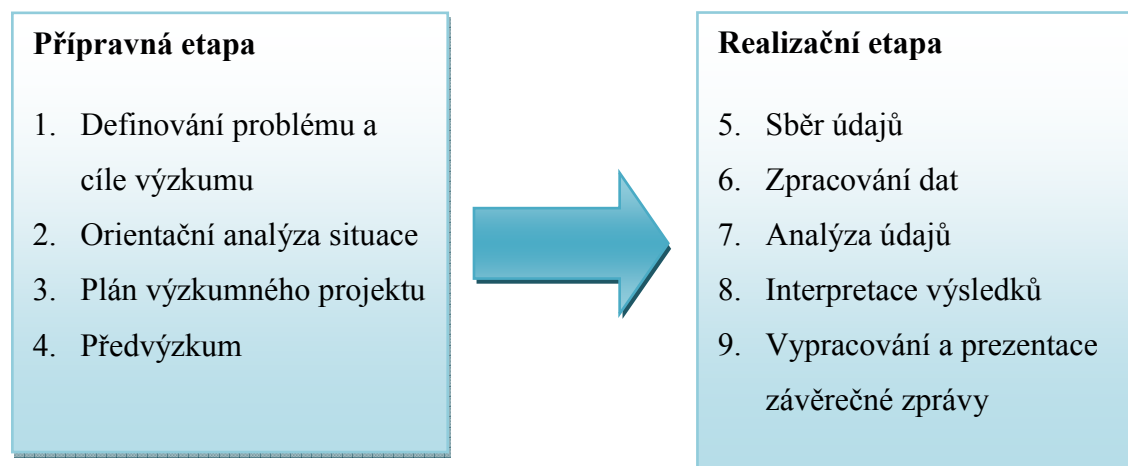 Přípravná etapa
1. Definování problému a
cíle výzkumu
2. Orientační analýza situace
3. Plán výzkumného projektu
4. Předvýzkum
Realizační etapa
5. Sběr údajů
6. Zpracování dat
7. Analýza údajů
8. Interpretace výsledků
9. Vypracování a prezentace
závěrečné zprávy